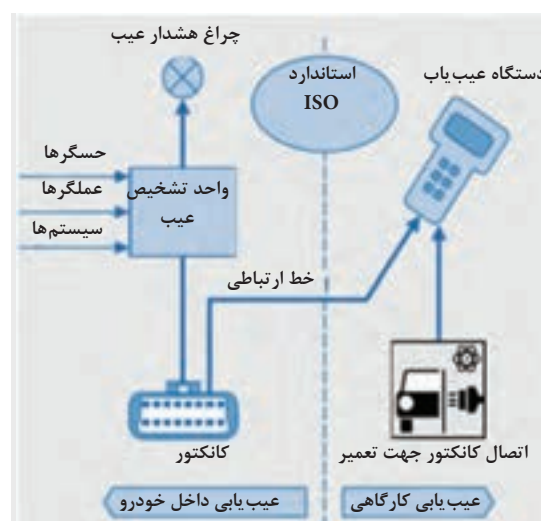 چراغ هشدار عیب
استاندارد
ISO
دستگاه عیب‌یاب
حسگرها
عملگرها
سیستم‌ها
واحد تشخیص
عیب
خط ارتباطی
کانکتور
اتصال کانکتور جهت تعمیر
عیب‌یابی داخل خودرو
عیب‌یابی کارگاهی